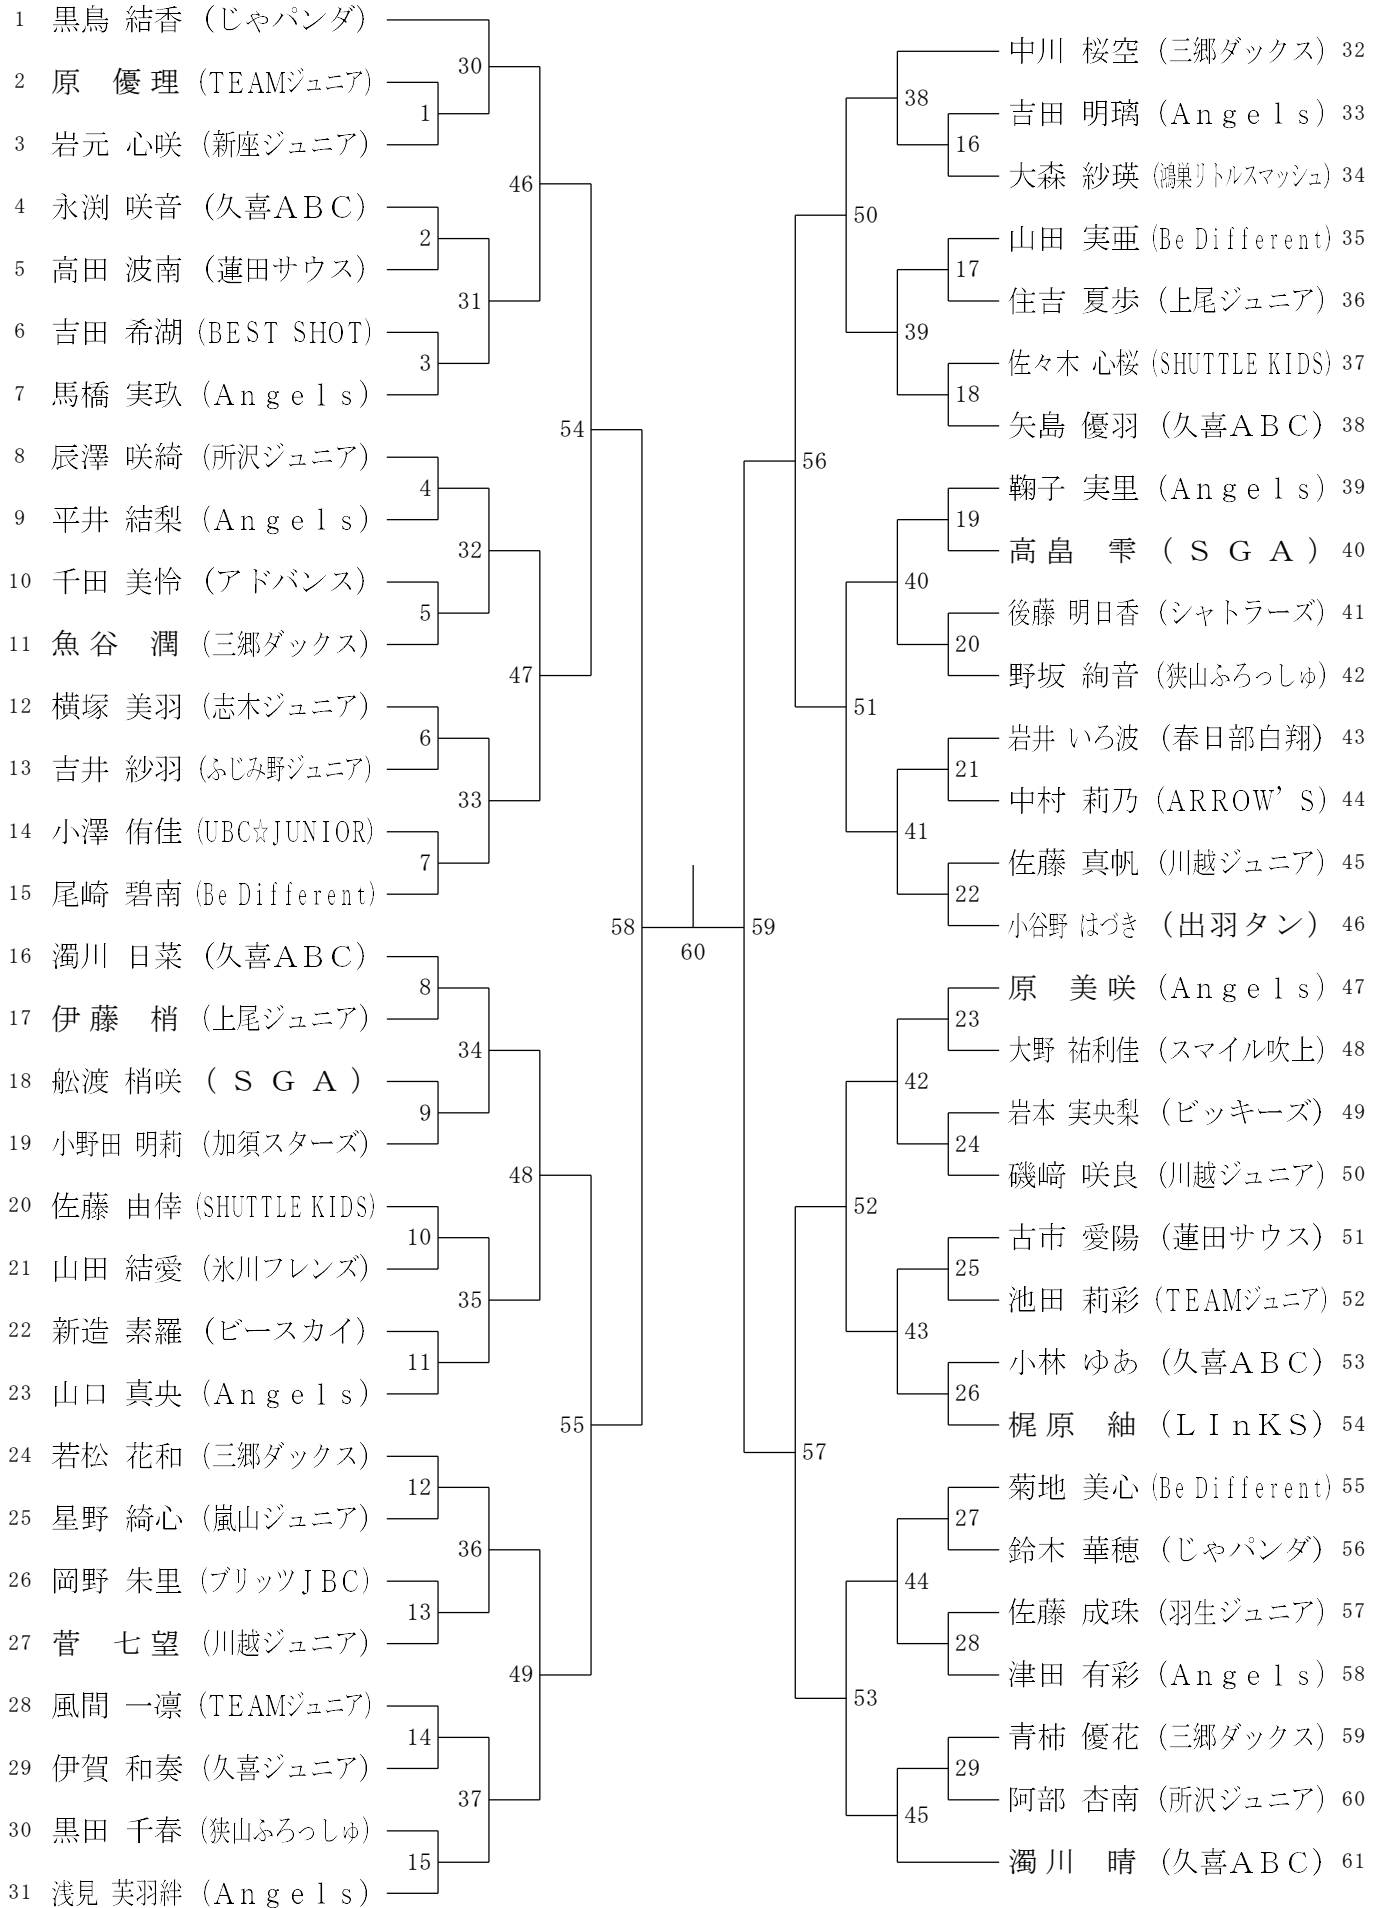 1 黒鳥 結香 (じゃパンダ)
2 原 優理 (TEAMジュニア)
3 岩元 心咲 (新座ジュニア)
4 永渕 咲音 (久喜ABC)
5 高田 波南 (蓮田サウス)
6 吉田 希湖 (BEST SHOT)
7 馬橋 実玖 (Angels)
8 辰澤 咲綺 (所沢ジュニア)
9 平井 結梨 (Angels)
10 千田 美怜 (アドバンス)
11 魚谷 潤 (三郷ダックス)
12 横塚 美羽 (志木ジュニア)
13 吉井 紗羽 (ふじみ野ジュニア)
14 小澤 侑佳 (UBC☆JUNIOR)
15 尾崎 碧南 (Be Different)
16 濁川 日菜 (久喜ABC)
17 伊藤 梢 (上尾ジュニア)
18 舩渡 梢咲 (SGA)
19 小野田 明莉 (加須スターズ)
20 佐藤 由倖 (SHUTTLE KIDS)
21 山田 結愛 (氷川フレンズ)
22 新造 素羅 (ビースカイ)
23 山口 真央 (Angels)
24 若松 花和 (三郷ダックス)
25 星野 綺心 (嵐山ジュニア)
26 岡野 朱里 (ブリッツJBC)
27 菅 七望 (川越ジュニア)
28 風間 一凛 (TEAMジュニア)
29 伊賀 和奏 (久喜ジュニア)
30 黒田 千春 (狭山ふろっしゅ)
31 浅見 芙羽絆 (Angels)
1
2
3
4
5
6
7
8
9
10
11
12
13
14
15
30
31
32
33
34
35
36
37
46
47
48
49
54
55
58
60
59
56
57
50
51
52
53
38
39
40
41
42
43
44
45
16
17
18
19
20
21
22
23
24
25
26
27
28
29
中川 桜空 (三郷ダックス) 32
吉田 明璃 (Angels) 33
大森 紗瑛 (鴻巣リトルスマッシュ) 34
山田 実亜 (Be Different) 35
住吉 夏歩 (上尾ジュニア) 36
佐々木 心桜 (SHUTTLE KIDS) 37
矢島 優羽 (久喜ABC) 38
鞠子 実里 (Angels) 39
高畠 雫 (SGA) 40
後藤 明日香 (シャトラーズ) 41
野坂 絢音 (狭山ふろっしゅ) 42
岩井 いろ波 (春日部白翔) 43
中村 莉乃 (ARROW'S) 44
佐藤 真帆 (川越ジュニア) 45
小谷野 はづき (出羽タン) 46
原 美咲 (Angels) 47
大野 祐利佳 (スマイル吹上) 48
岩本 実央梨 (ビッキーズ) 49
磯﨑 咲良 (川越ジュニア) 50
古市 愛陽 (蓮田サウス) 51
池田 莉彩 (TEAMジュニア) 52
小林 ゆあ (久喜ABC) 53
梶原 紬 (LInKS) 54
菊地 美心 (Be Different) 55
鈴木 華穂 (じゃパンダ) 56
佐藤 成珠 (羽生ジュニア) 57
津田 有彩 (Angels) 58
青柿 優花 (三郷ダックス) 59
阿部 杏南 (所沢ジュニア) 60
濁川 晴 (久喜ABC) 61